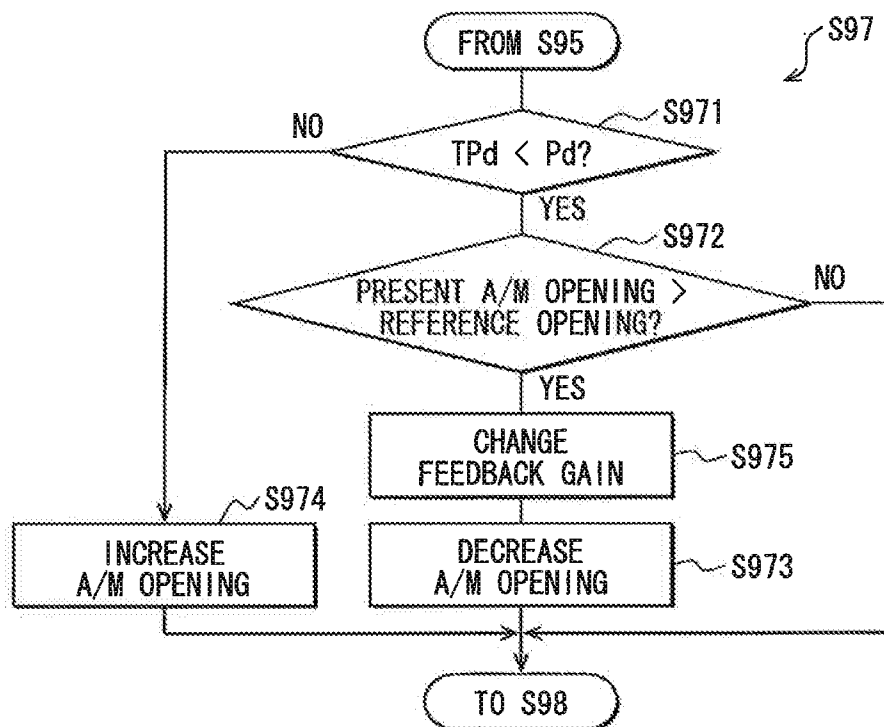 FROM S95
S97
S971
NO
TPd < Pd?
YES
S972
NO
PRESENT A/M OPENING >
REFERENCE OPENING?
YES
CHANGE
FEEDBACK GAIN
S975
S974
INCREASE
A/M OPENING
DECREASE
A/M OPENING
S973
TO S98